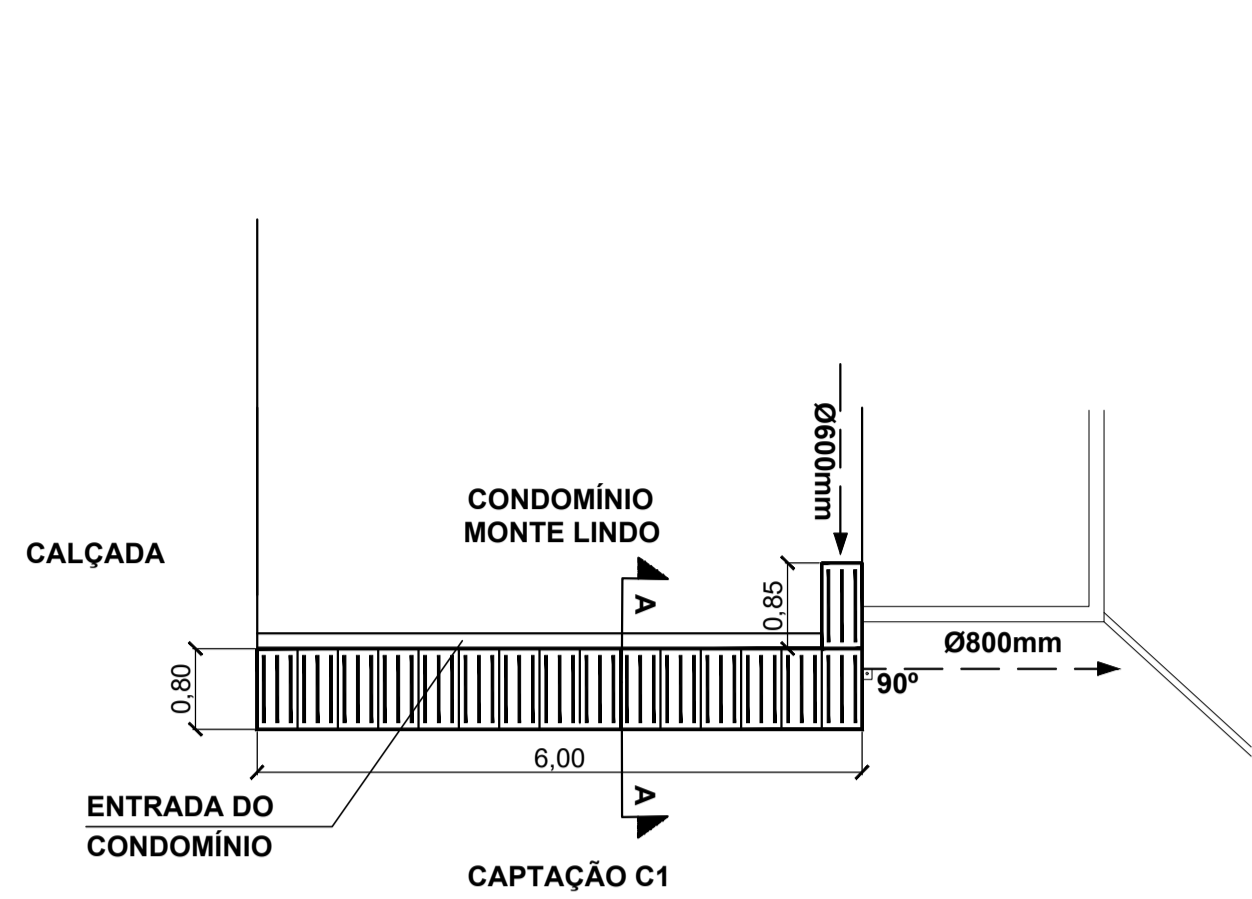 Ø600mm
CONDOMÍNIO
MONTE LINDO
CALÇADA
A
0,85
Ø800mm
90º
0,80
6,00
A
ENTRADA DO
CONDOMÍNIO
CAPTAÇÃO C1